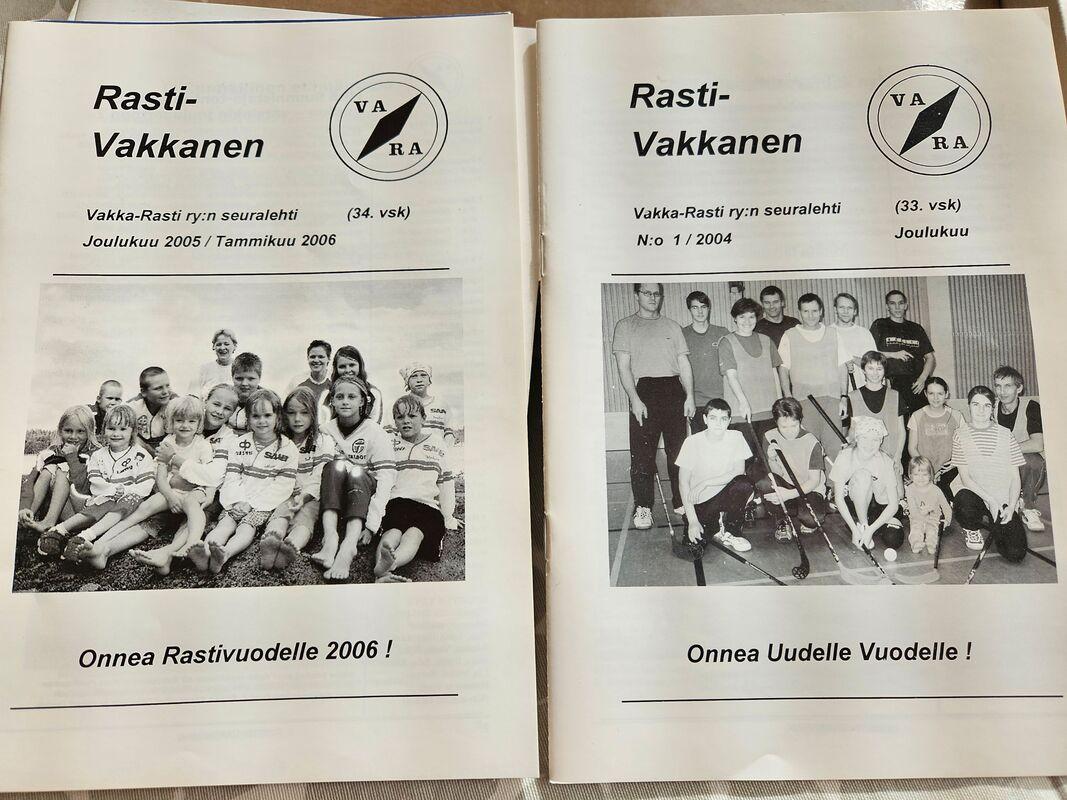 Rasti-
Vakkanen
VA
RA
Vakka-Rasti ry:n seuralehti (34. vsk)
Joulukuu 2005 / Tammikuu 2006
Onnea Rastivuodelle 2006 !
Rasti-
Vakkanen
VA
RA
Vakka-Rasti ry:n seuralehti (33. vsk)
N:o 1 / 2004 Joulukuu
Onnea Uudelle Vuodelle !